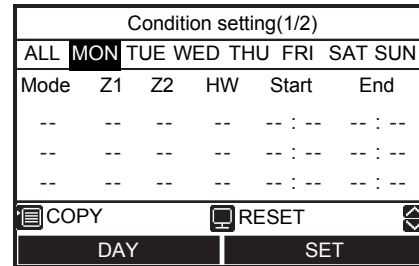 Condition setting(1/2)
ALL MON TUE WED THU FRI SAT SUN
Mode Z1 Z2 HW Start End
-- -- -- -- -- : -- -- : --
-- -- -- -- -- : -- -- : --
-- -- -- -- -- : -- -- : --
COPY RESET
DAY SET